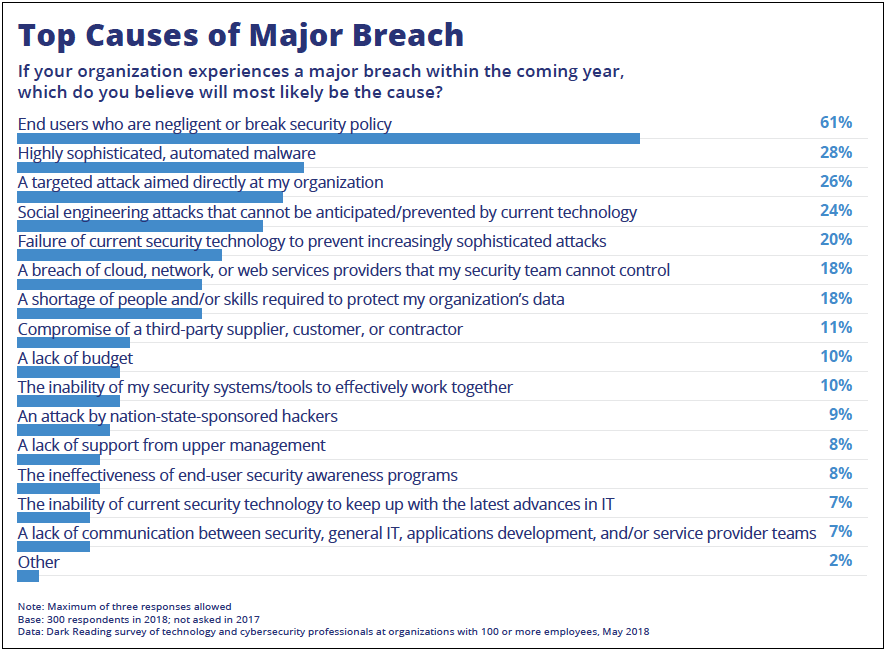 Top Causes of Major Breach
If your organization experiences a major breach within the coming year,
which do you believe will most likely be the cause?
End users who are negligent or break security policy 61%
Highly sophisticated, automated malware 28%
A targeted attack aimed directly at my organization 26%
Social engineering attacks that cannot be anticipated/prevented by current technology 24%
Failure of current security technology to prevent increasingly sophisticated attacks 20%
A breach of cloud, network, or web services providers that my security team cannot control 18%
A shortage of people and/or skills required to protect my organization’s data 18%
Compromise of a third-party supplier, customer, or contractor 11%
A lack of budget 10%
The inability of my security systems/tools to effectively work together 10%
An attack by nation-state-sponsored hackers 9%
A lack of support from upper management 8%
The ineffectiveness of end-user security awareness programs 8%
The inability of current security technology to keep up with the latest advances in IT 7%
A lack of communication between security, general IT, applications development, and/or service provider teams 7%
Other 2%
Note: Maximum of three responses allowed
Base: 300 respondents in 2018; not asked in 2017
Data: Dark Reading survey of technology and cybersecurity professionals at organizations with 100 or more employees, May 2018